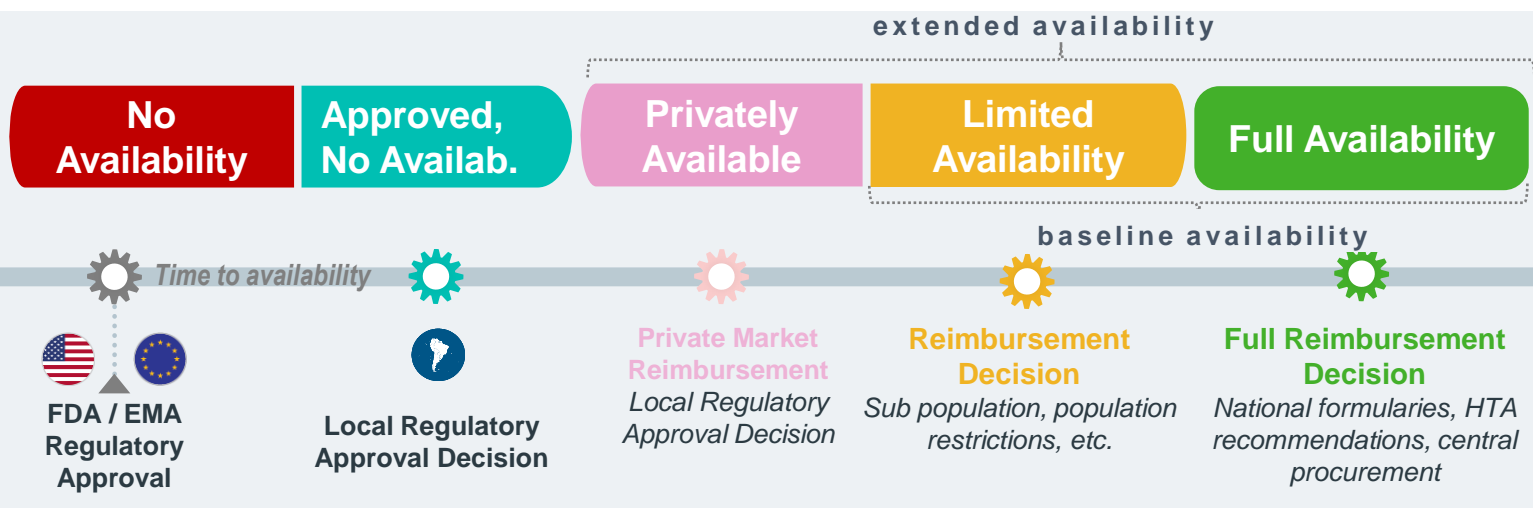 extended availability
No
Availability
Approved,
No Availab.
Privately
Available
Limited
Availability
Full Availability
baseline availability
Time to availability
FDA / EMA
Regulatory
Approval
Local Regulatory
Approval Decision
Private Market
Reimbursement
Local Regulatory
Approval Decision
Reimbursement
Decision
Sub population, population
restrictions, etc.
Full Reimbursement
Decision
National formularies, HTA
recommendations, central
procurement